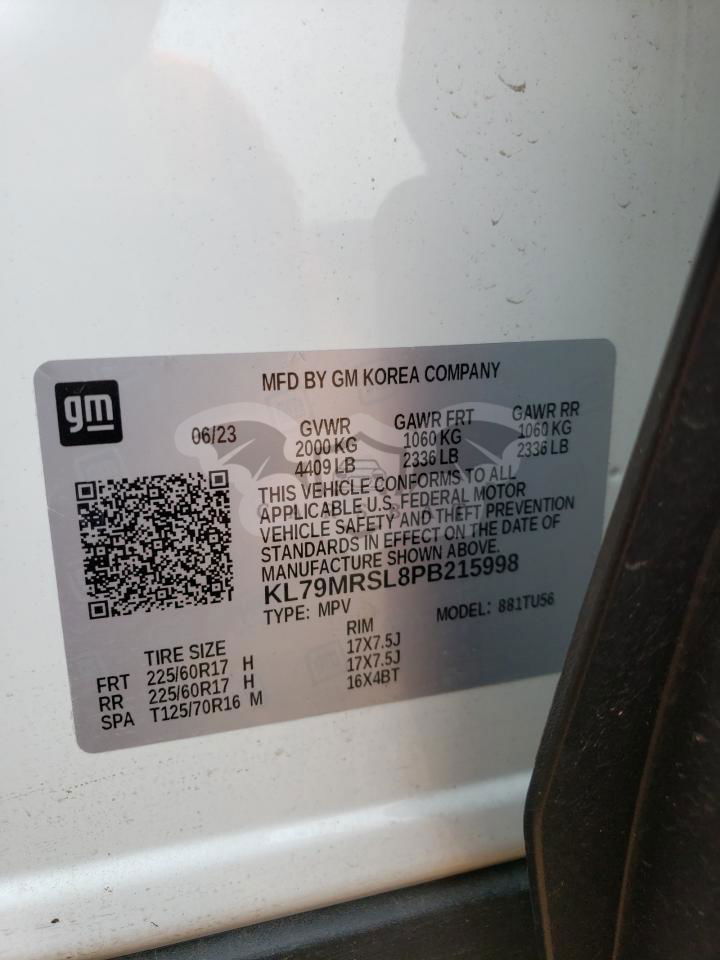 gm
MFD BY GM KOREA COMPANY
06/23
GVWR GAWR FRT GAWR RR
2000 KG 1060 KG 1060 KG
4409 LB 2336 LB 2336 LB
THIS VEHICLE CONFORMS TO ALL
APPLICABLE U.S. FEDERAL MOTOR
VEHICLE SAFETY AND THEFT PREVENTION
STANDARDS IN EFFECT ON THE DATE OF
MANUFACTURE SHOWN ABOVE.
KL79MRSL8PB215998
TYPE: MPV MODEL: 881TU56
TIRE SIZE RIM
FRT 225/60R17 H 17X7.5J
RR 225/60R17 H 17X7.5J
SPA T125/70R16 M 16X4BT